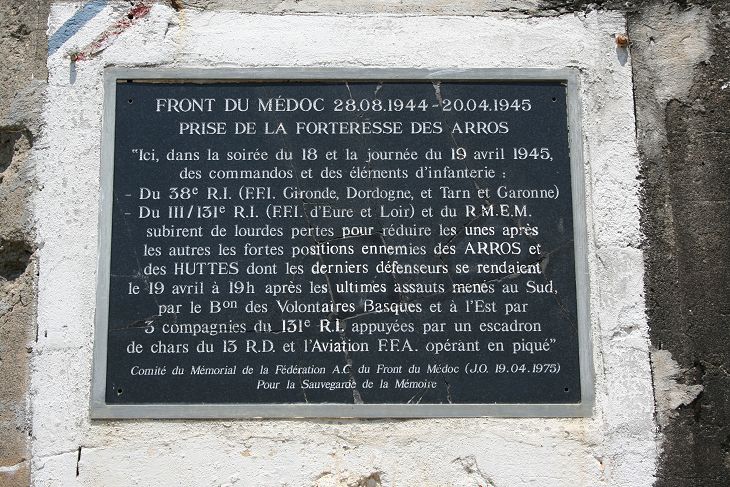 FRONT DU MÉDOC 28.08.1944-20.04.1945
PRISE DE LA FORTERESSE DES ARROS
"Ici, dans la soirée du 18 et la journée du 19 avril 1945,
des commandos et des éléments d'infanterie :
- Du 38e R.I. (F.F.I. Gironde, Dordogne, et Tarn et Garonne)
- Du III/131e R.I. (F.F.I. d'Eure et Loir) et du R.M.E.M.
subirent de lourdes pertes pour réduire les unes après
les autres les fortes positions ennemies des ARROS et
des HUTTES dont les derniers défenseurs se rendaient
le 19 avril à 19h après les ultimes assauts menés au Sud,
par le Bon des Volontaires Basques et à l'Est par
3 compagnies du 131e R.I. appuyées par un escadron
de chars du 13 R.D. et l'Aviation F.F.A. opérant en piqué"
Comité du Mémorial de la Fédération A.C. du Front du Médoc (J.O. 19.04.1975)
Pour la Sauvegarde de la Mémoire